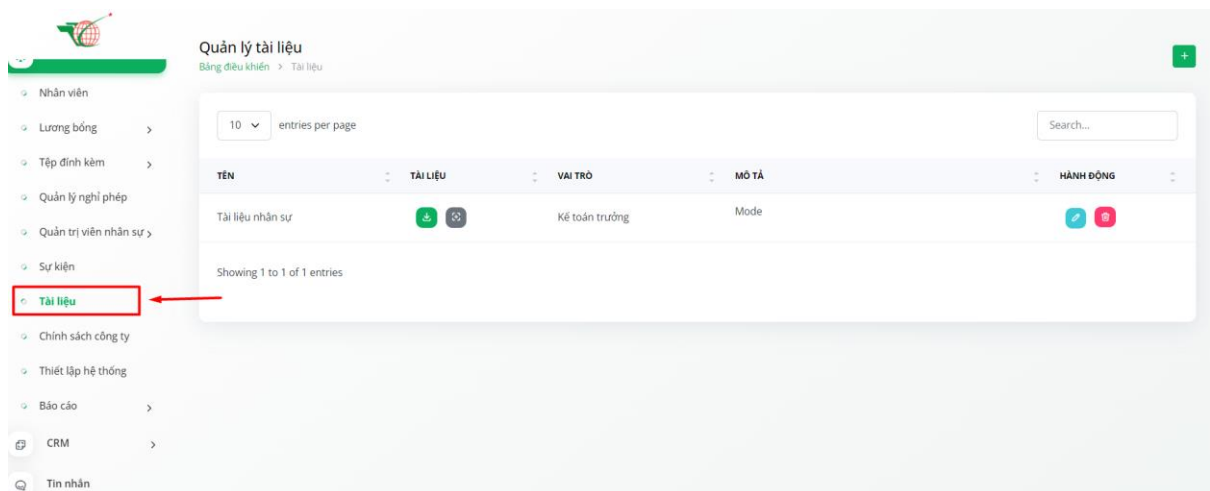 Quản lý tài liệu
Bảng điều khiển > Tài liệu
+
Nhân viên
Lương bổng
Tệp đính kèm
Quản lý nghỉ phép
Quản trị viên nhân sự
Sự kiện
Tài liệu
Chính sách công ty
Thiết lập hệ thống
Báo cáo
CRM
Tin nhắn
10 entries per page
Search...
TÊN TÀI LIỆU VAI TRÒ MÔ TẢ HÀNH ĐỘNG
Tài liệu nhân sự Kế toán trưởng Mode
Showing 1 to 1 of 1 entries